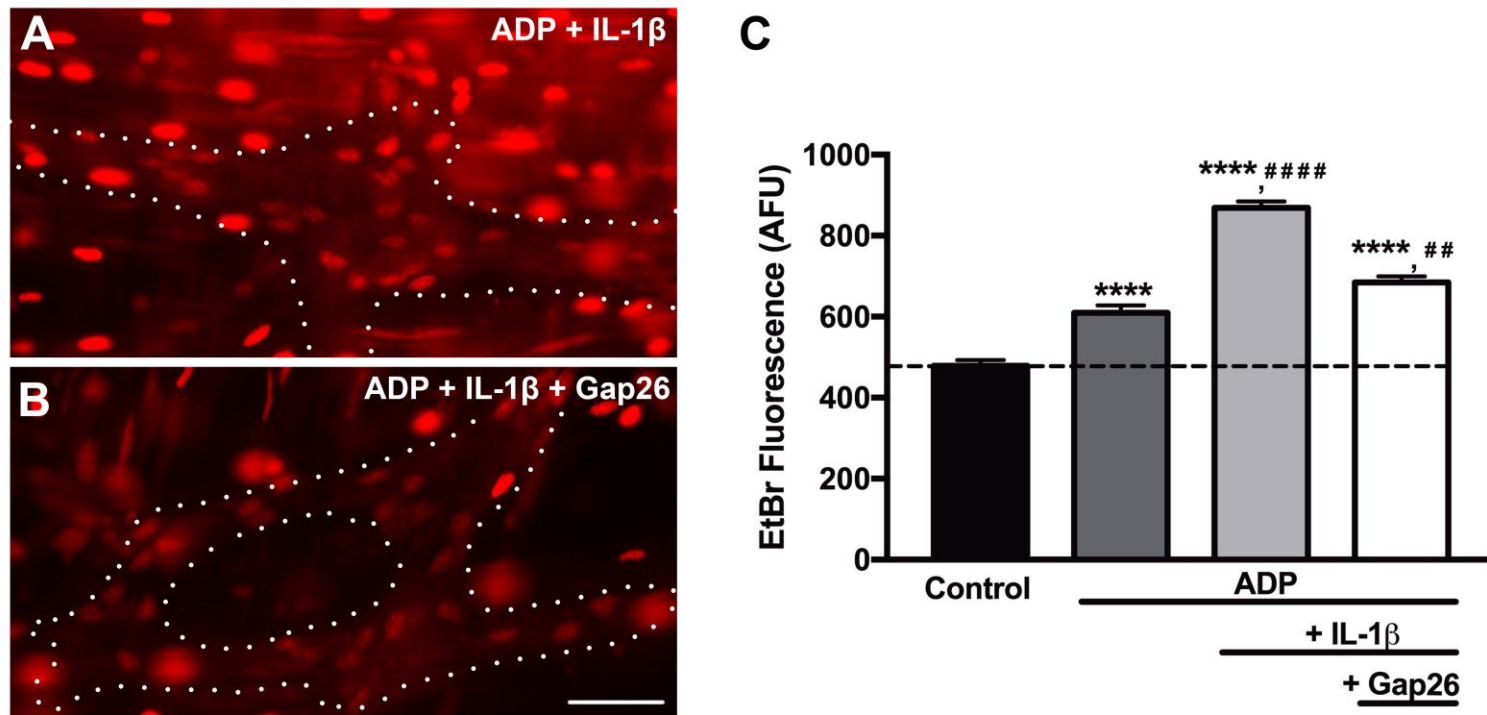 A
ADP + IL-1β
B
ADP + IL-1β + Gap26
C
EtBr Fluorescence (AFU)
1000
800
600
400
200
0
****
****,####
****,##
Control
ADP
+ IL-1β
+ Gap26